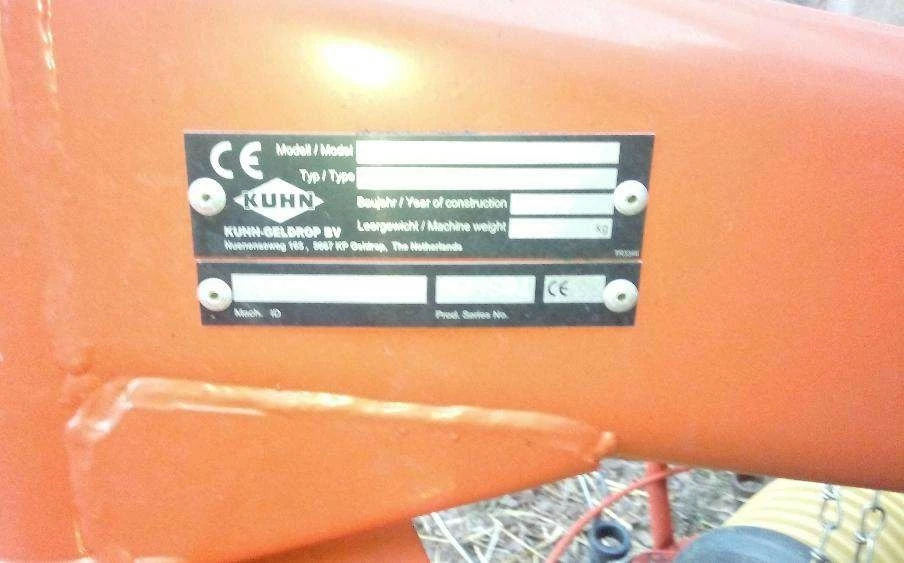 CE
Modell / Model
Typ / Type
KUHN
Baujahr / Year of construction
Leergewicht / Machine weight kg
KUHN-GELDROP BV
Nuenenseweg 165, 5667 KP Geldrop, The Netherlands
CE
Mach. ID Prod. Series No.